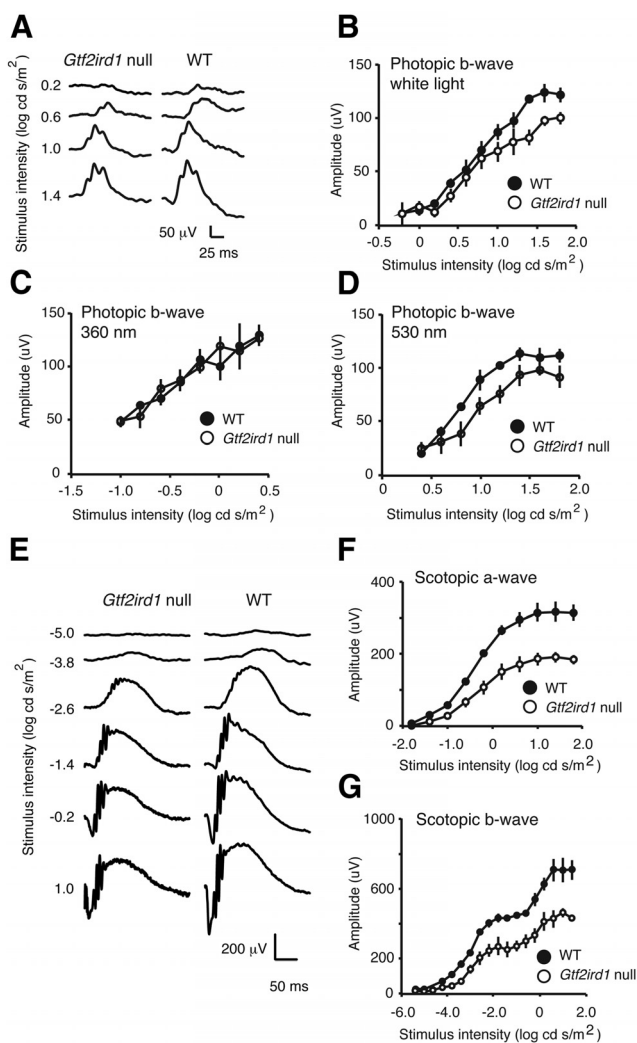 A
Gtf2ird1 null
WT
Stimulus intensity (log cd s/m2)
0.2
0.6
1.0
1.4
50 µV
25 ms
B
Photopic b-wave
white light
Amplitude (uV)
150
100
50
0
WT
Gtf2ird1 null
-0.5
0
0.5
1.0
1.5
2.0
Stimulus intensity (log cd s/m2 )
C
Photopic b-wave
360 nm
Amplitude (uV)
150
100
50
0
WT
Gtf2ird1 null
-1.5
-1.0
-0.5
0
0.5
Stimulus intensity (log cd s/m2 )
D
Photopic b-wave
530 nm
Amplitude (uV)
150
100
50
0
WT
Gtf2ird1 null
0
0.5
1.0
1.5
2.0
Stimulus intensity (log cd s/m2 )
E
Gtf2ird1 null
WT
Stimulus intensity (log cd s/m2)
-5.0
-3.8
-2.6
-1.4
-0.2
1.0
200 µV
50 ms
F
Scotopic a-wave
Amplitude (uV)
400
200
0
WT
Gtf2ird1 null
-2.0
-1.0
0
1.0
2.0
Stimulus intensity (log cd s/m2 )
G
Scotopic b-wave
Amplitude (uV)
1000
600
200
0
WT
Gtf2ird1 null
-6.0
-4.0
-2.0
0
2.0
Stimulus intensity (log cd s/m2 )